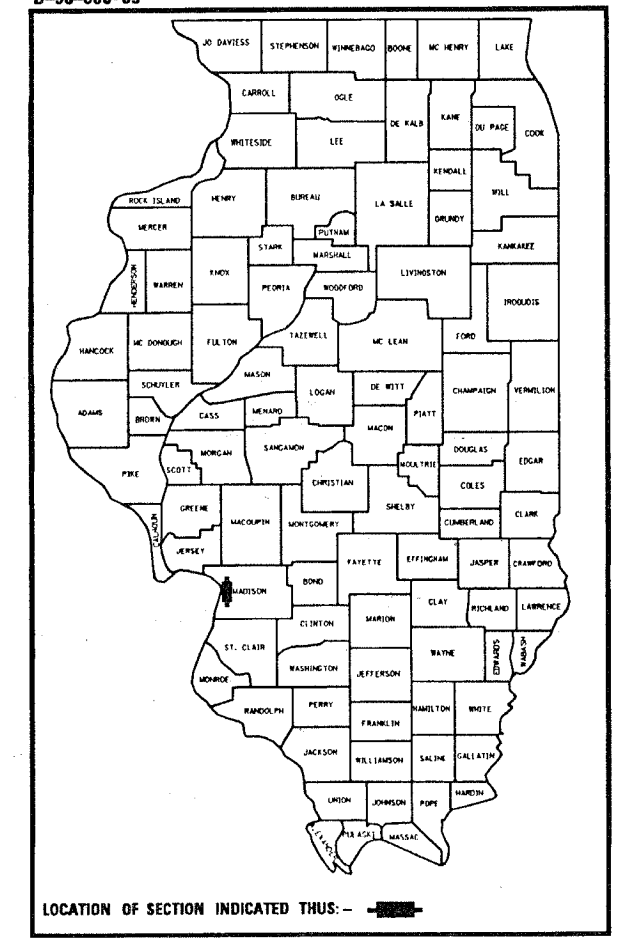 JO DAVIESS STEPHENSON WINNEBAGO BOONE MC HENRY LAKE
CARROLL OGLE DE KALB KANE DU PAGE COOK
WHITESIDE LEE KENDALL WILL
ROCK ISLAND HENRY BUREAU LA SALLE GRUNDY
MERCER STARK PUTNAM KANKAKEE
HENDERSON WARREN KNOX PEORIA MARSHALL WOODFORD LIVINGSTON IROQUOIS
HANCOCK MC DONOUGH FULTON TAZEWELL MC LEAN FORD
SCHUYLER MASON LOGAN DE WITT CHAMPAIGN VERMILION
ADAMS BROWN CASS MENARD MACON PIATT
PIKE SCOTT MORGAN SANGAMON MOULTRIE DOUGLAS EDGAR
CHRISTIAN COLES
CALHOUN GREENE MACOUPIN MONTGOMERY SHELBY CUMBERLAND CLARK
JERSEY FAYETTE EFFINGHAM JASPER CRAWFORD
MADISON BOND CLAY RICHLAND LAWRENCE
CLINTON MARION
ST. CLAIR WAYNE EDWARDS WABASH
MONROE WASHINGTON JEFFERSON
RANDOLPH PERRY HAMILTON WHITE
FRANKLIN
JACKSON WILLIAMSON SALINE GALLATIN
UNION JOHNSON POPE HARDIN
PULASKI MASSAC
LOCATION OF SECTION INDICATED THUS: -